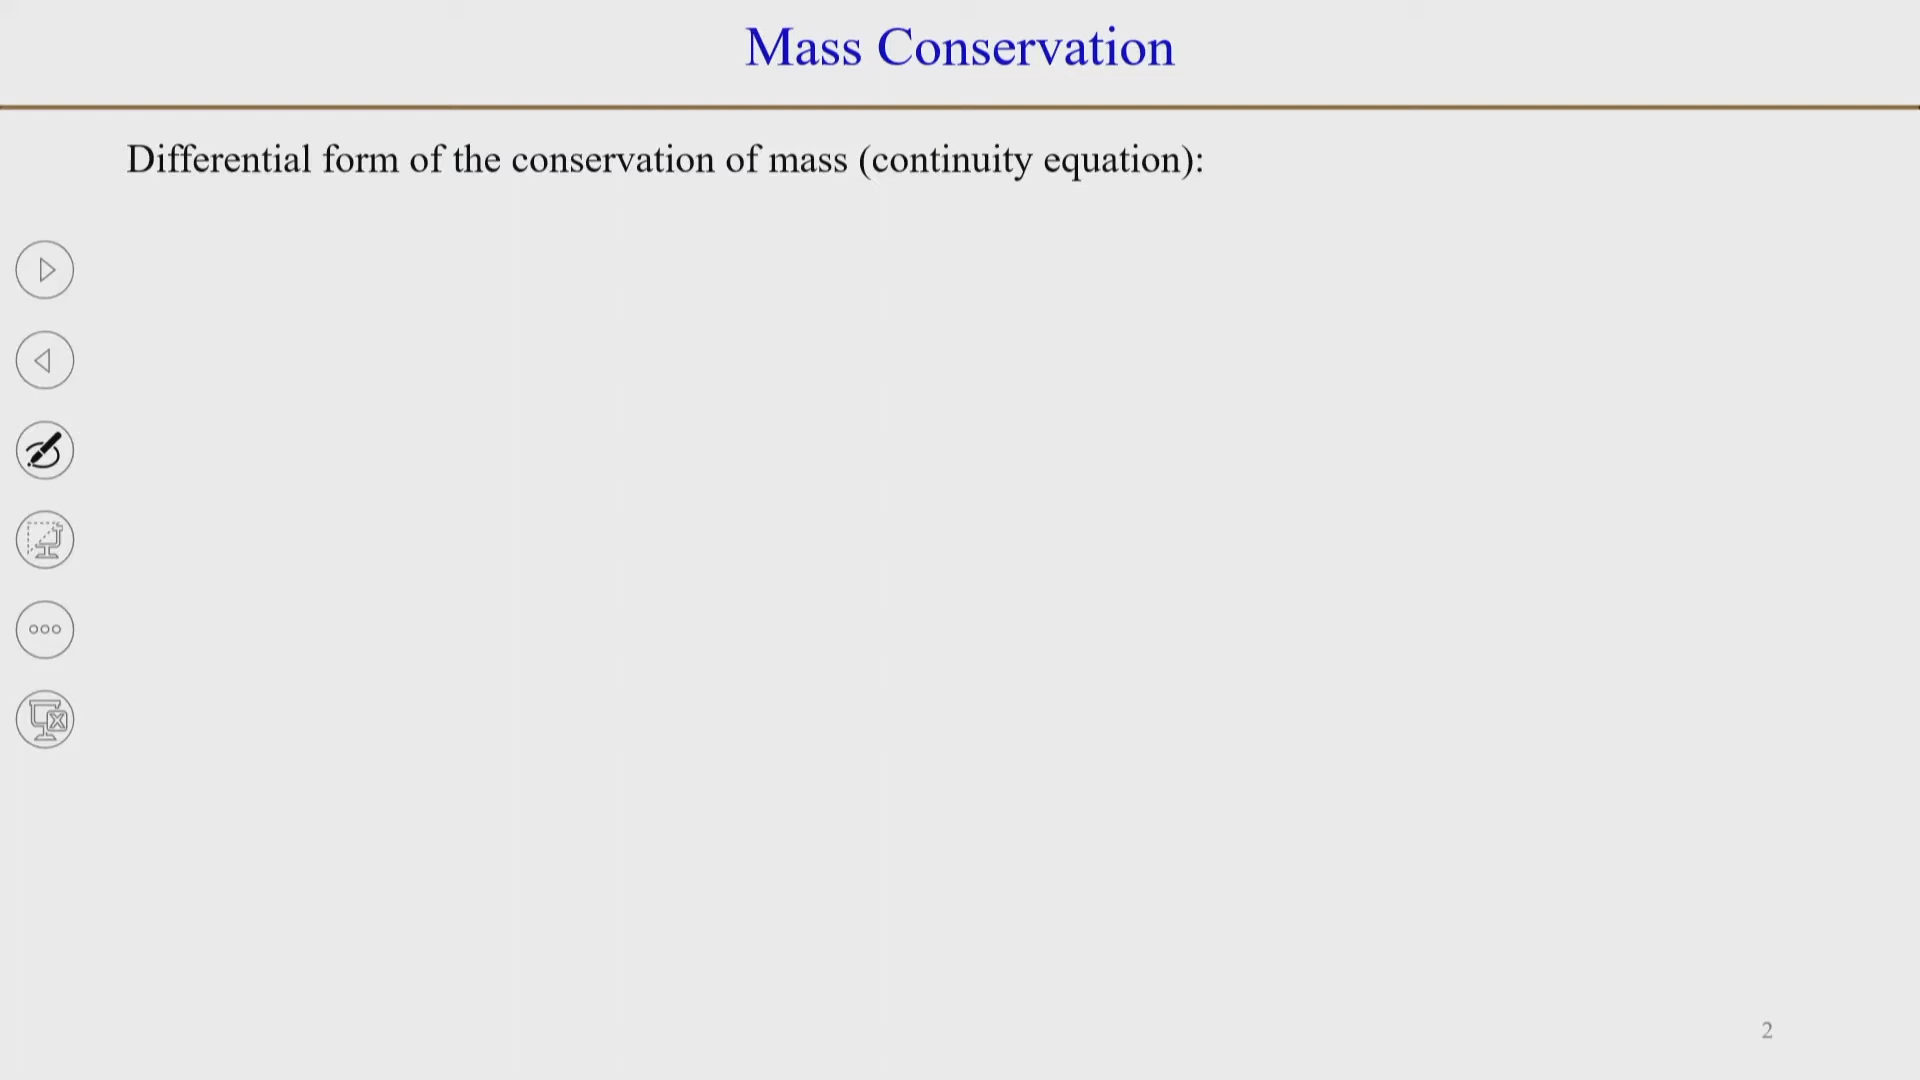 Mass Conservation
Differential form of the conservation of mass (continuity equation):
2